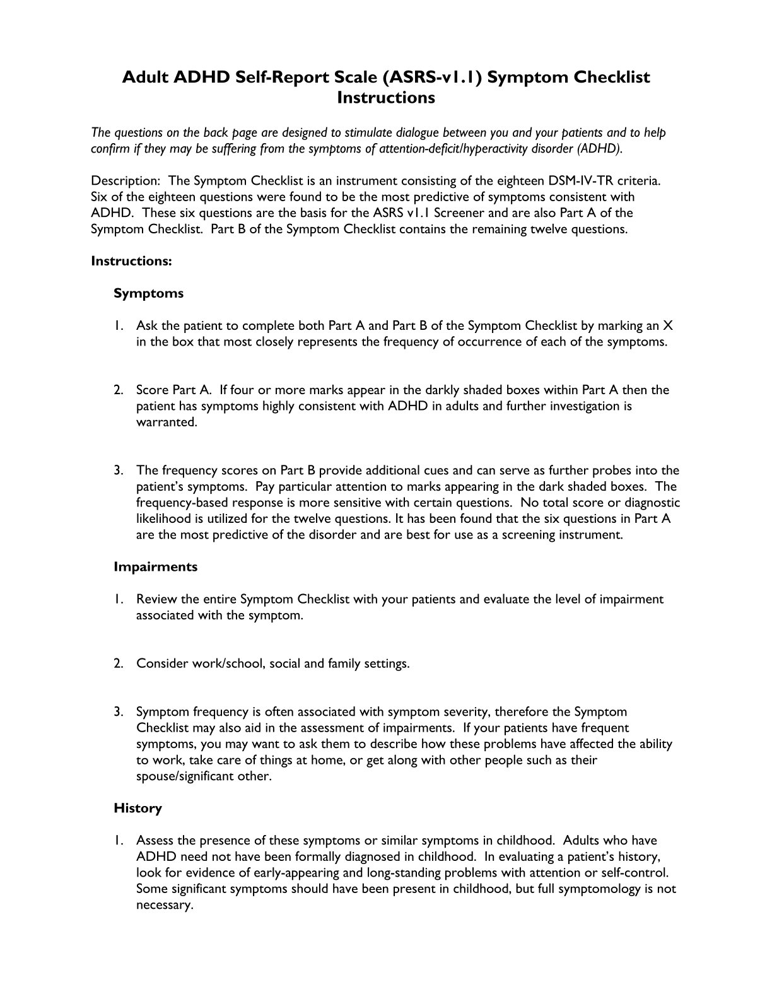 Adult ADHD Self-Report Scale (ASRS-v1.1) Symptom Checklist
Instructions
The questions on the back page are designed to stimulate dialogue between you and your patients and to help
confirm if they may be suffering from the symptoms of attention-deficit/hyperactivity disorder (ADHD).
Description: The Symptom Checklist is an instrument consisting of the eighteen DSM-IV-TR criteria.
Six of the eighteen questions were found to be the most predictive of symptoms consistent with
ADHD. These six questions are the basis for the ASRS v1.1 Screener and are also Part A of the
Symptom Checklist. Part B of the Symptom Checklist contains the remaining twelve questions.
Instructions:
Symptoms
1. Ask the patient to complete both Part A and Part B of the Symptom Checklist by marking an X
in the box that most closely represents the frequency of occurrence of each of the symptoms.
2. Score Part A. If four or more marks appear in the darkly shaded boxes within Part A then the
patient has symptoms highly consistent with ADHD in adults and further investigation is
warranted.
3. The frequency scores on Part B provide additional cues and can serve as further probes into the
patient’s symptoms. Pay particular attention to marks appearing in the dark shaded boxes. The
frequency-based response is more sensitive with certain questions. No total score or diagnostic
likelihood is utilized for the twelve questions. It has been found that the six questions in Part A
are the most predictive of the disorder and are best for use as a screening instrument.
Impairments
1. Review the entire Symptom Checklist with your patients and evaluate the level of impairment
associated with the symptom.
2. Consider work/school, social and family settings.
3. Symptom frequency is often associated with symptom severity, therefore the Symptom
Checklist may also aid in the assessment of impairments. If your patients have frequent
symptoms, you may want to ask them to describe how these problems have affected the ability
to work, take care of things at home, or get along with other people such as their
spouse/significant other.
History
1. Assess the presence of these symptoms or similar symptoms in childhood. Adults who have
ADHD need not have been formally diagnosed in childhood. In evaluating a patient’s history,
look for evidence of early-appearing and long-standing problems with attention or self-control.
Some significant symptoms should have been present in childhood, but full symptomology is not
necessary.